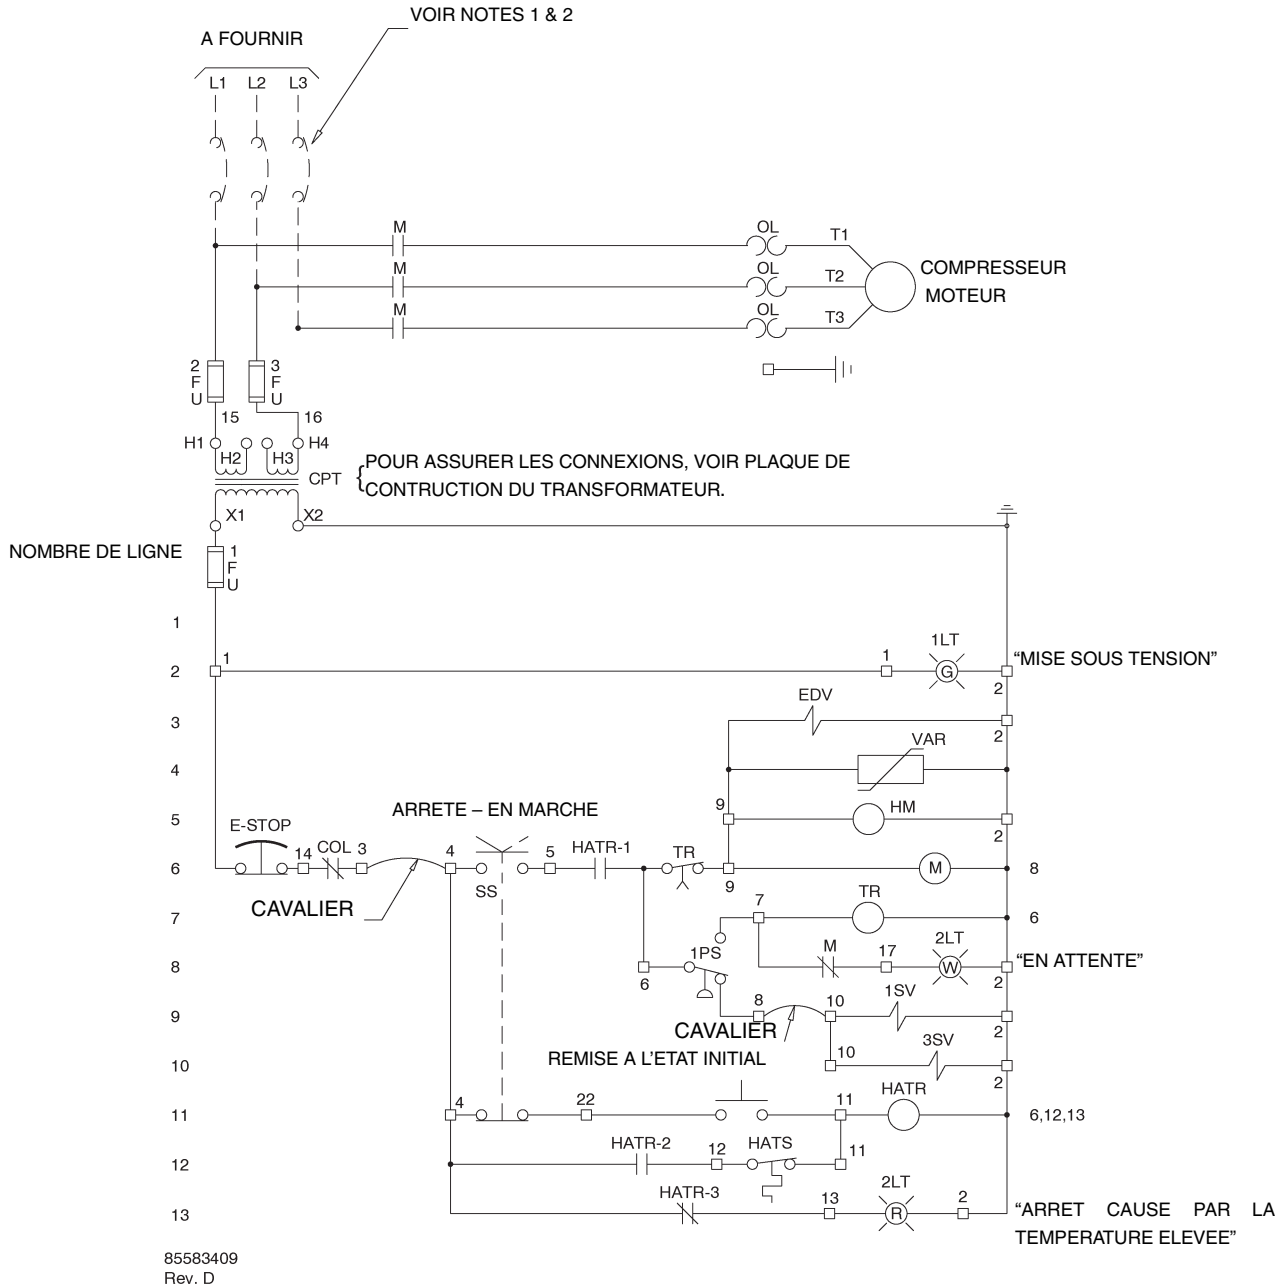 VOIR NOTES 1 & 2
A FOURNIR
L1 L2 L3
M OL T1
M OL T2
M OL T3
COMPRESSEUR
MOTEUR
2
F
U
3
F
U
15 16
H1 H2 H3 H4
CPT
POUR ASSURER LES CONNEXIONS, VOIR PLAQUE DE
CONTRUCTION DU TRANSFORMATEUR.
X1 X2
NOMBRE DE LIGNE
1
F
U
1
1LT
2 1 1 G 2 “MISE SOUS TENSION”
EDV
3 2
VAR
4
ARRETE – EN MARCHE
5 9 HM 2
E-STOP
6 14 COL 3 4 SS 5 HATR-1 TR 9 M 8
CAVALIER
7 7 TR 6
8 6 1PS M 17 2LT W 2 “EN ATTENTE”
9 8 10 1SV 2
CAVALIER
REMISE A L’ETAT INITIAL
10 10 3SV 2
11 4 22 11 HATR 6,12,13
12 HATR-2 12 HATS 11
13 HATR-3 13 2LT R 2 “ARRET CAUSE PAR LA
TEMPERATURE ELEVEE”
85583409
Rev. D